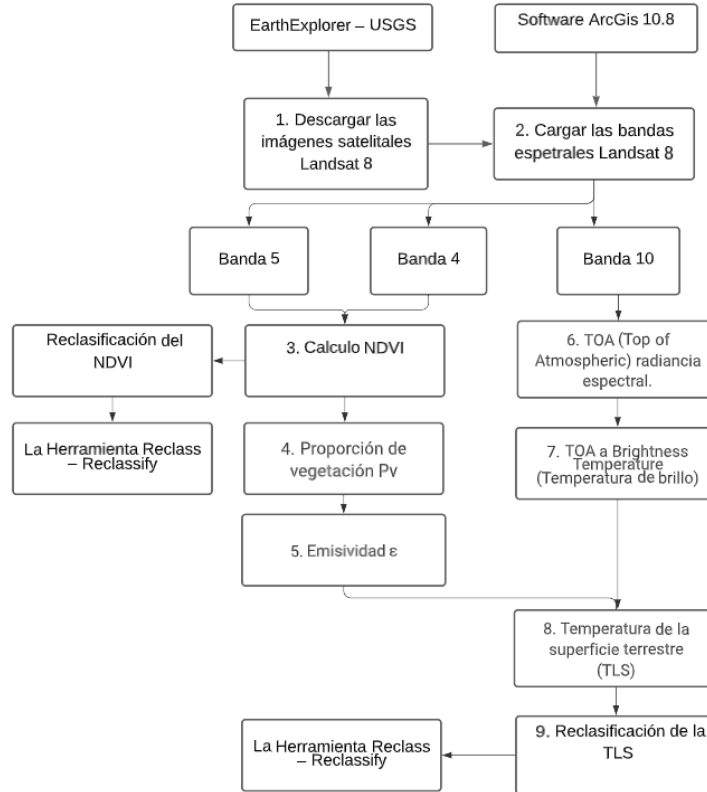 EarthExplorer – USGS
Software ArcGis 10.8
1. Descargar las
imágenes satelitales
Landsat 8
2. Cargar las bandas
espetrales Landsat 8
Banda 5
Banda 4
Banda 10
Reclasificación del
NDVI
3. Calculo NDVI
6. TOA (Top of
Atmospheric) radiancia
espectral.
La Herramienta Reclass
– Reclassify
4. Proporción de
vegetación Pv
7. TOA a Brightness
Temperature
(Temperatura de brillo)
5. Emisividad ε
8. Temperatura de la
superficie terrestre
(TLS)
La Herramienta Reclass
– Reclassify
9. Reclasificación de la
TLS